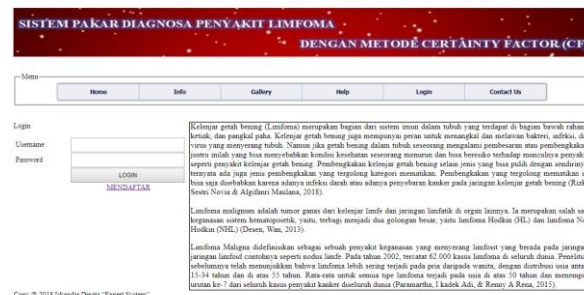 SISTEM PAKAR DIAGNOSA PENYAKIT LIMFOMA
DENGAN METODE CERTAINTY FACTOR (CF
Menu
Home
Info
Gallery
Help
Login
Contact Us
Login
Username
Password
LOGIN
MENDAFTAR
Kelenjar getah bening (Limfoma) merupakan bagian dari sistem imun dalam tubuh yang terdapat di bagian bawah rahan
ketiak, dan pangkal paha. Kelenjar getah bening juga mempunyai peran untuk menangkal dan melawan bakteri, infeksi, d
virus yang menyerang tubuh. Namun jika getah bening dalam tubuh seseorang mengalami pembesaran atau pembengkakan
justru inilah yang bisa menyebabkan kondisi kesehatan seseorang menurun dan bisa beresiko terhadap munculnya penyak
seperti penyakit kelenjar getah bening. Pembengkakan kelenjar getah bening selain jenis yang bisa pulih dengan sendiriny
ternyata ada juga jenis pembengkakan yang tergolong kategori mematikan. Pembengkakan yang tergolong mematikan i
bisa saja disebabkan karena adanya infeksi darah atau adanya penyebaran kanker pada jaringan kelenjar getah bening
Sestri Novia & Algifanri Maulana, 2018).
Limfoma malignum adalah tumor ganas dari kelenjar limfe dan jaringan limfatik di organ lainnya. Ia merupakan salah sa
keganasan sistem hematopoetik, yaitu, terbagi menjadi dua golongan besar, yaitu limfoma Hodkin (HL) dan limfoma No
Hodkin (NHL) (Desen, Wan, 2013).
Limfoma Maligna didefinisikan sebagai sebuah penyakit keganasan yang menyerang limfosit yang berada pada jaringa
jaringan limfoid contohnya seperti nodus limfe. Pada tahun 2002, tercatat 62.000 kasus limfoma di seluruh dunia. Penelitia
sebelumnya telah menunjukkan bahwa limfoma lebih sering terjadi pada pria daripada wanita, dengan distribusi usia anta
15-34 tahun dan di atas 55 tahun. Rata-rata untuk semua tipe limfoma terjadi pada usia di atas 50 tahun dan menemp
urutan ke-7 dari seluruh kasus penyakit kanker diseluruh dunia (Paramartha, I kadek Adi, & Renny A Rena, 2015).
2018 Iskandar "Expert System"